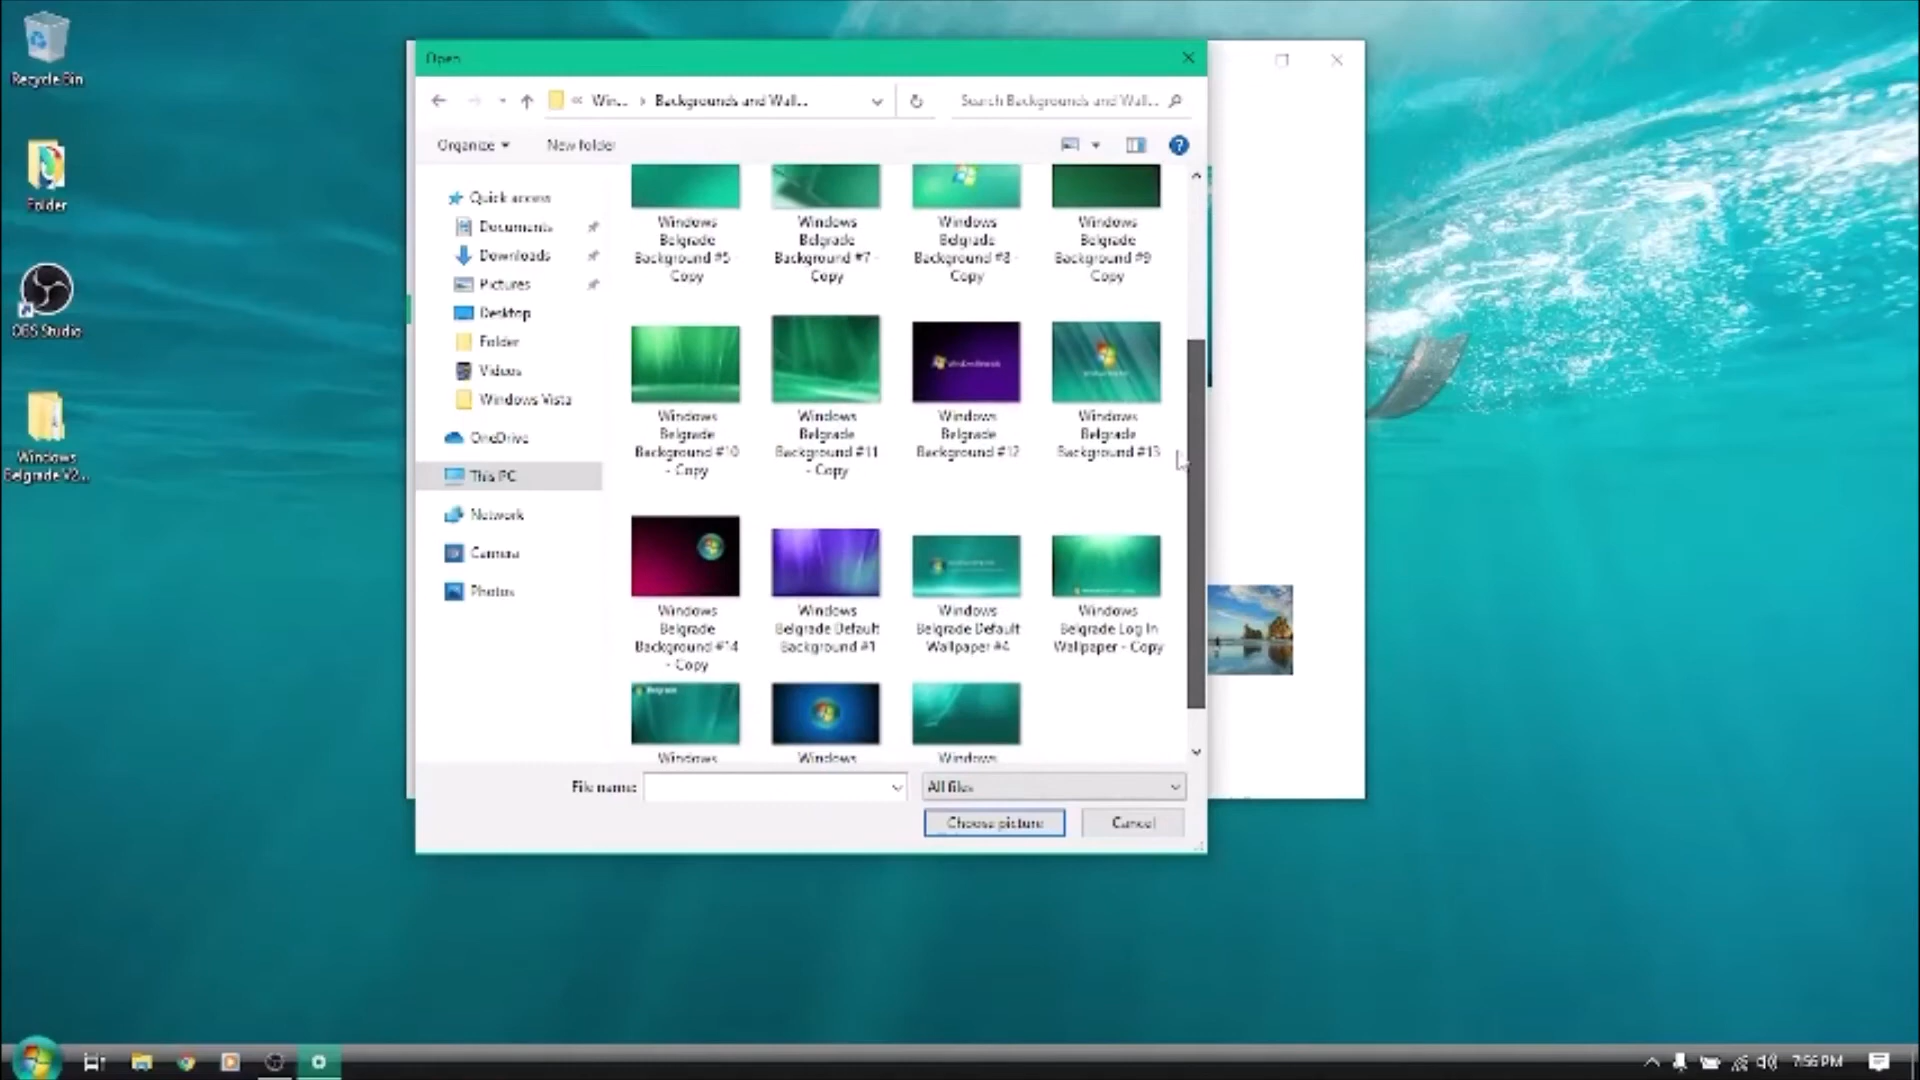 Recycle Bin
Folder
OBS Studio
Windows
Belgrade V2...
Open
« Win... › Backgrounds and Wall...
Search Backgrounds and Wall...
Organize
New folder
?
Quick access
Documents
Downloads
Pictures
Desktop
Folder
Videos
Windows Vista
OneDrive
This PC
Network
Camera
Photos
Windows
Belgrade
Background #5 -
Copy
Windows
Belgrade
Background #7 -
Copy
Windows
Belgrade
Background #8 -
Copy
Windows
Belgrade
Background #9
Copy
Windows
Belgrade
Background #10
- Copy
Windows
Belgrade
Background #11
- Copy
Windows
Belgrade
Background #12
Windows
Belgrade
Background #13
Windows
Belgrade
Background #14
- Copy
Windows
Belgrade Default
Background #1
Windows
Belgrade Default
Wallpaper #4
Windows
Belgrade Log In
Wallpaper - Copy
Belgrade
Windows
Windows
Windows
File name:
All files
Choose picture
Cancel
7:56 PM